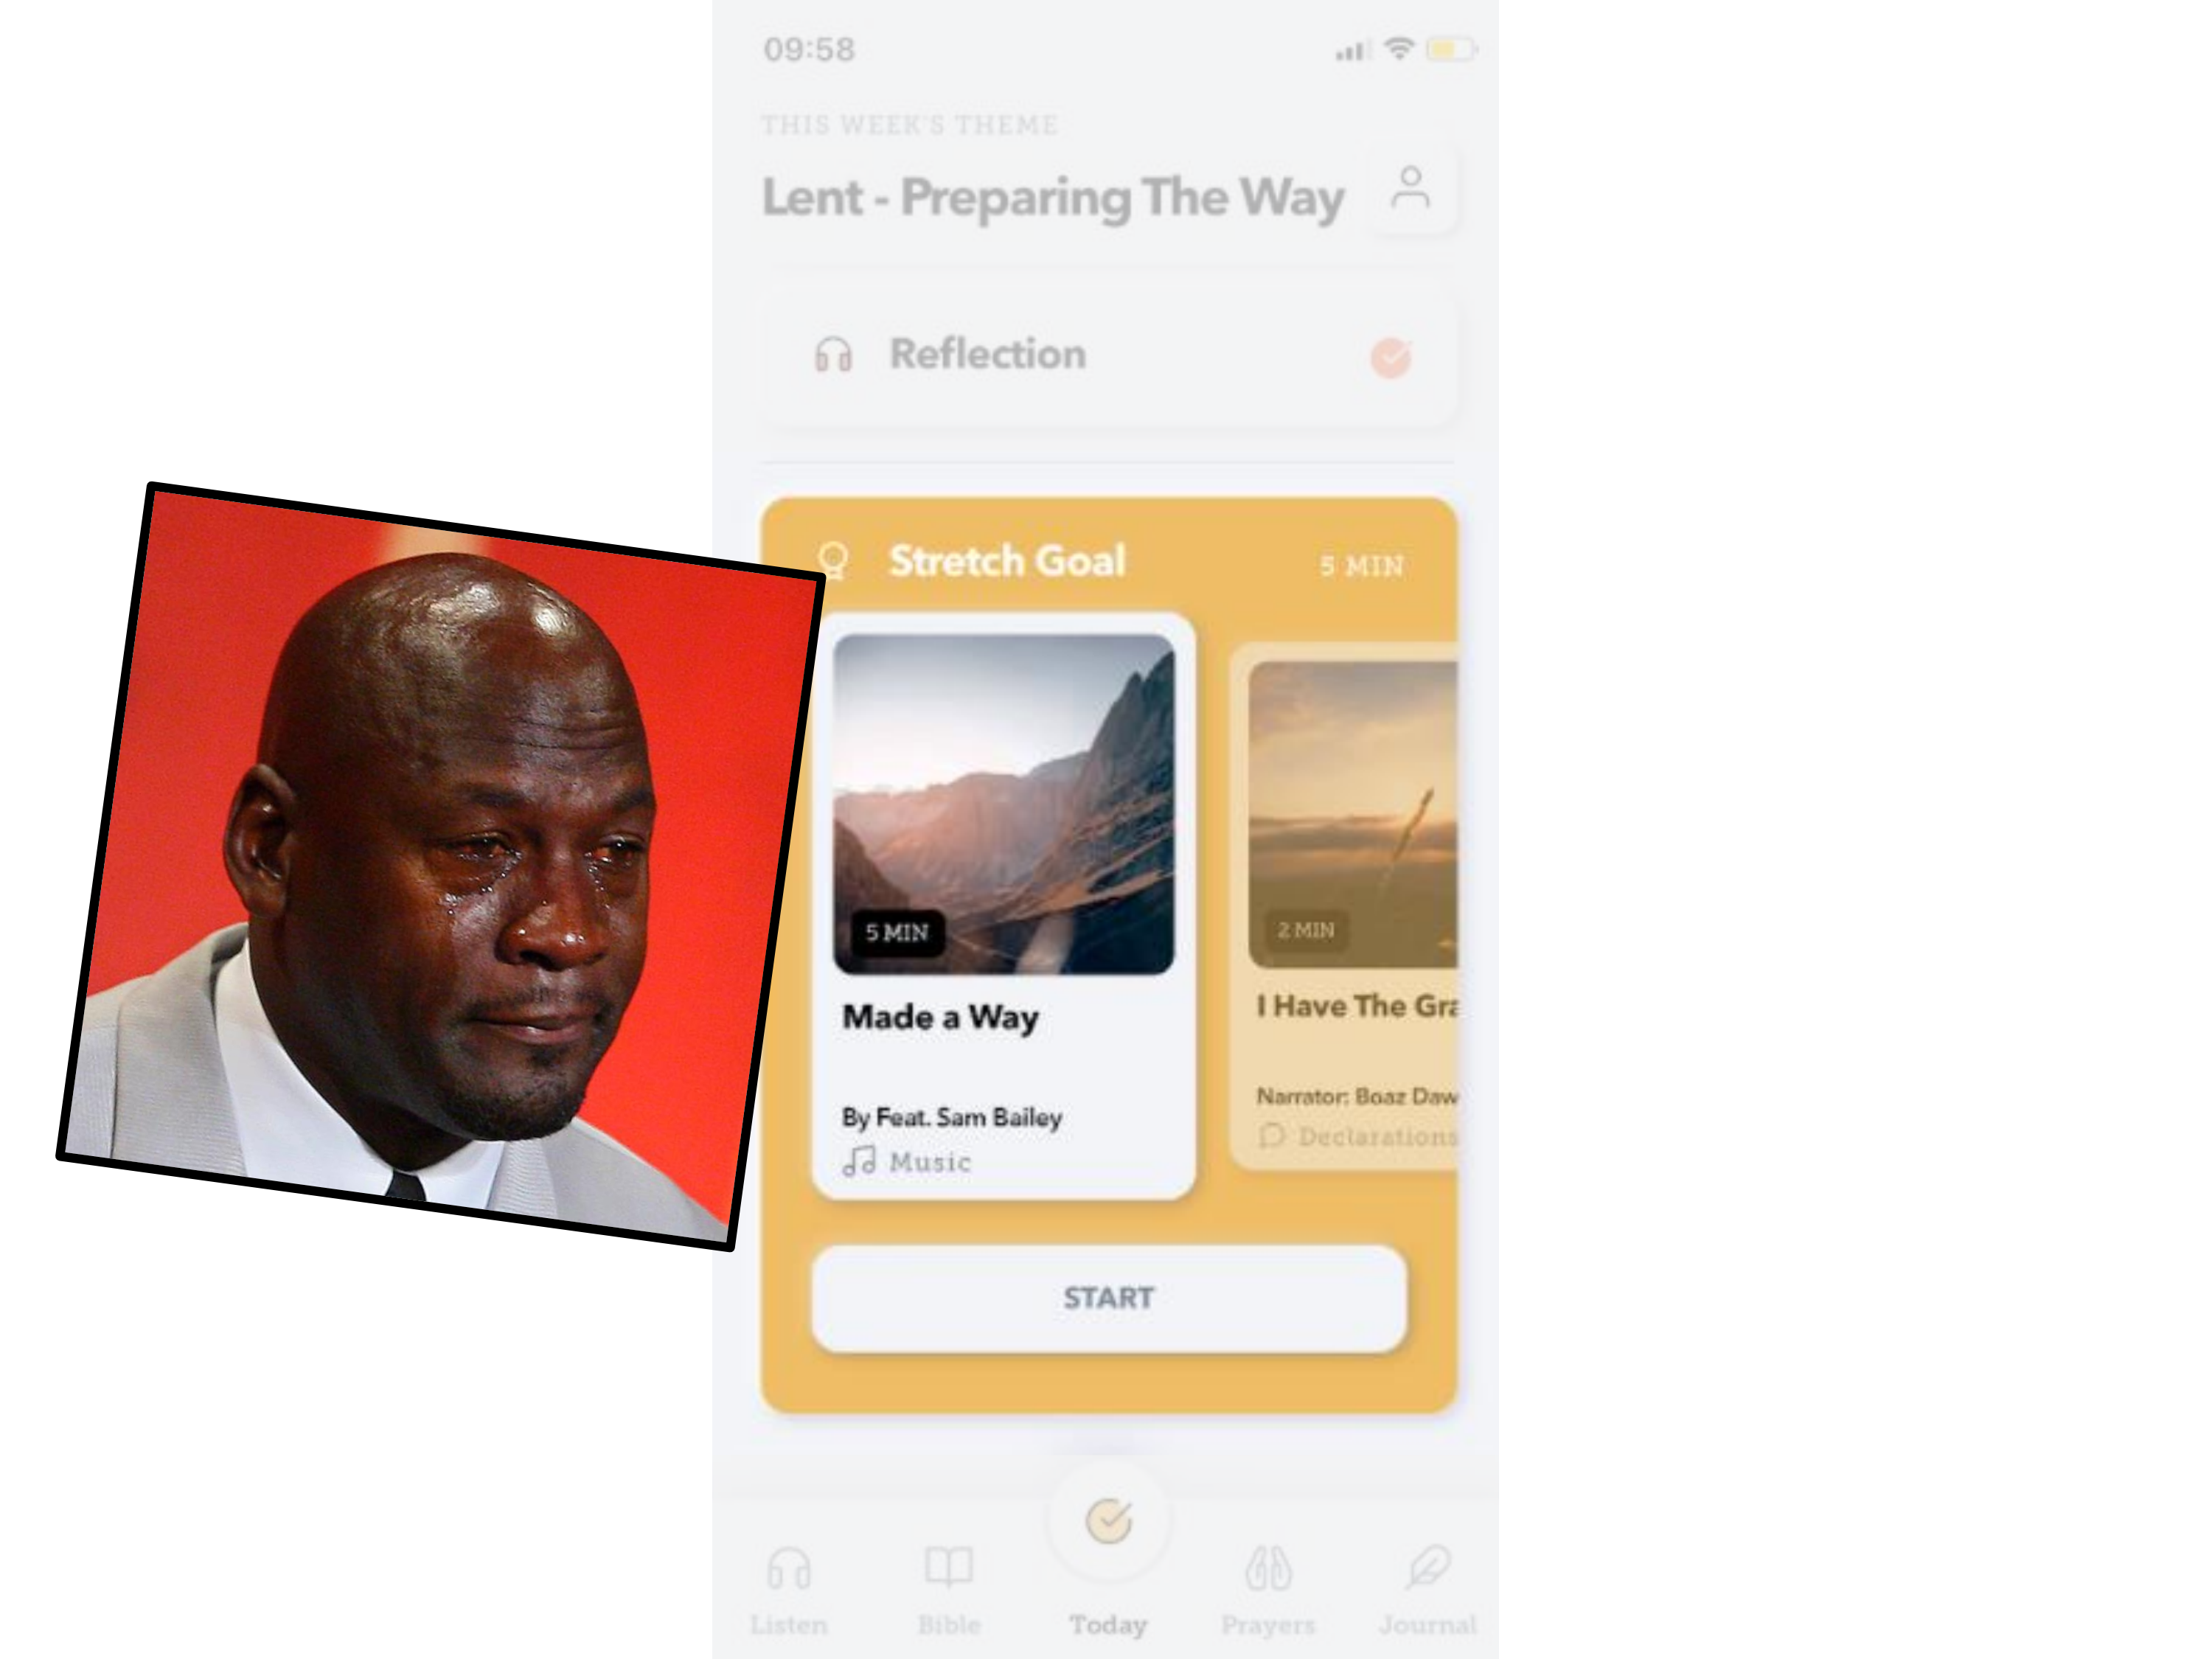 09:58
THIS WEEK'S THEME
Lent - Preparing The Way
Reflection
Stretch Goal
5 MIN
5 MIN
Made a Way
By Feat. Sam Bailey
Music
2 MIN
I Have The Gra
Narrator: Boaz Daw
Declarations
START
Listen
Bible
Today
Prayers
Journal